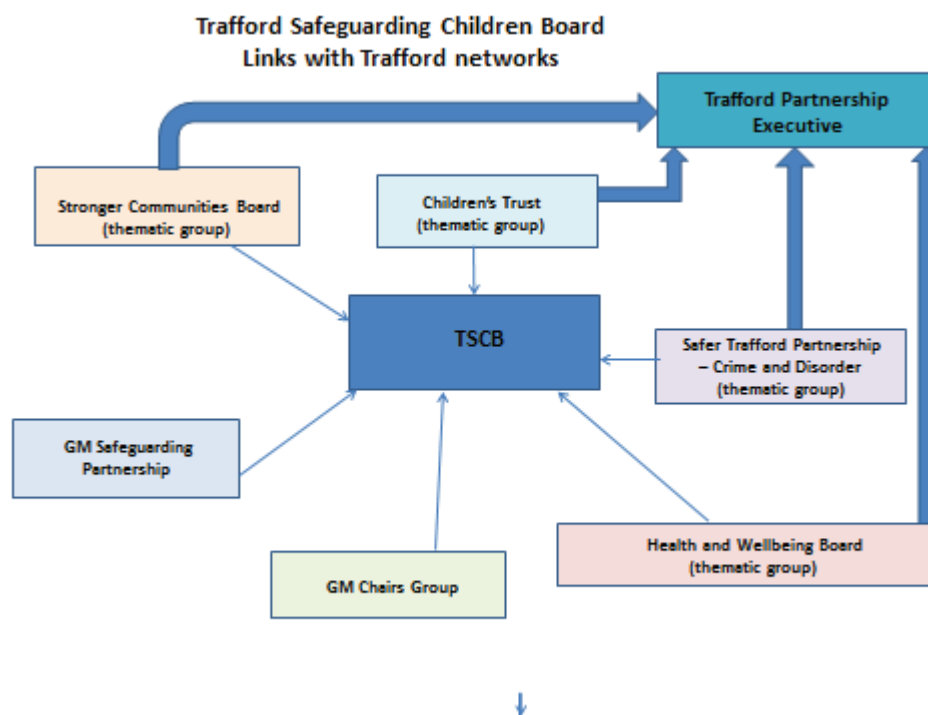 Trafford Safeguarding Children Board
Links with Trafford networks
Trafford Partnership
Executive
Stronger Communities Board
(thematic group)
Children's Trust
(thematic group)
TSCB
Safer Trafford Partnership
– Crime and Disorder
(thematic group)
GM Safeguarding
Partnership
Health and Wellbeing Board
(thematic group)
GM Chairs Group